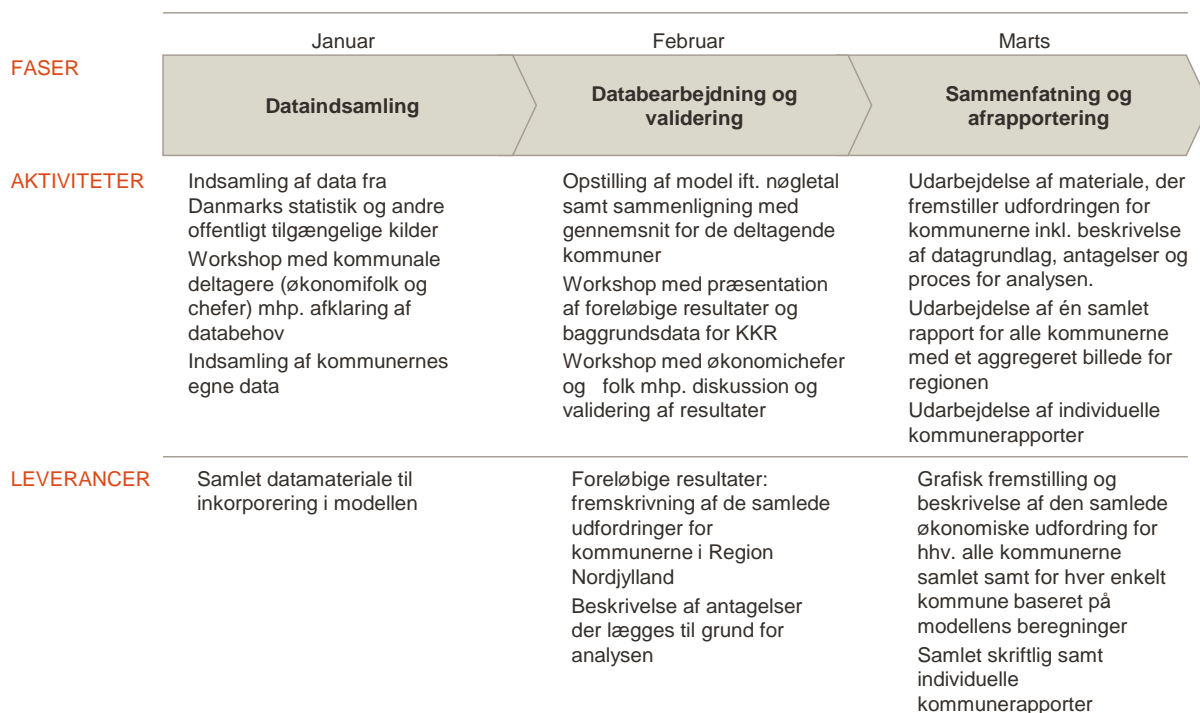 Januar
Februar
Marts
FASER
Dataindsamling
Databearbejdning og
validering
Sammenfatning og
afrapportering
AKTIVITETER
Indsamling af data fra
Danmarks statistik og andre
offentligt tilgængelige kilder
Workshop med kommunale
deltagere (økonomifolk og
chefer) mhp. afklaring af
databehov
Indsamling af kommunernes
egne data
Opstilling af model ift. nøgletal
samt sammenligning med
gennemsnit for de deltagende
kommuner
Workshop med præsentation
af foreløbige resultater og
baggrundsdata for KKR
Workshop med økonomichefer
og folk mhp. diskussion og
validering af resultater
Udarbejdelse af materiale, der
fremstiller udfordringen for
kommunerne inkl. beskrivelse
af datagrundlag, antagelser og
proces for analysen.
Udarbejdelse af én samlet
rapport for alle kommunerne
med et aggregeret billede for
regionen
Udarbejdelse af individuelle
kommunerapporter
LEVERANCER
Samlet datamateriale til
inkorporering i modellen
Foreløbige resultater:
fremskrivning af de samlede
udfordringer for
kommunerne i Region
Nordjylland
Beskrivelse af antagelser
der lægges til grund for
analysen
Grafisk fremstilling og
beskrivelse af den samlede
økonomiske udfordring for
hhv. alle kommunerne
samlet samt for hver enkelt
kommune baseret på
modellens beregninger
Samlet skriftlig samt
individuelle
kommunerapporter